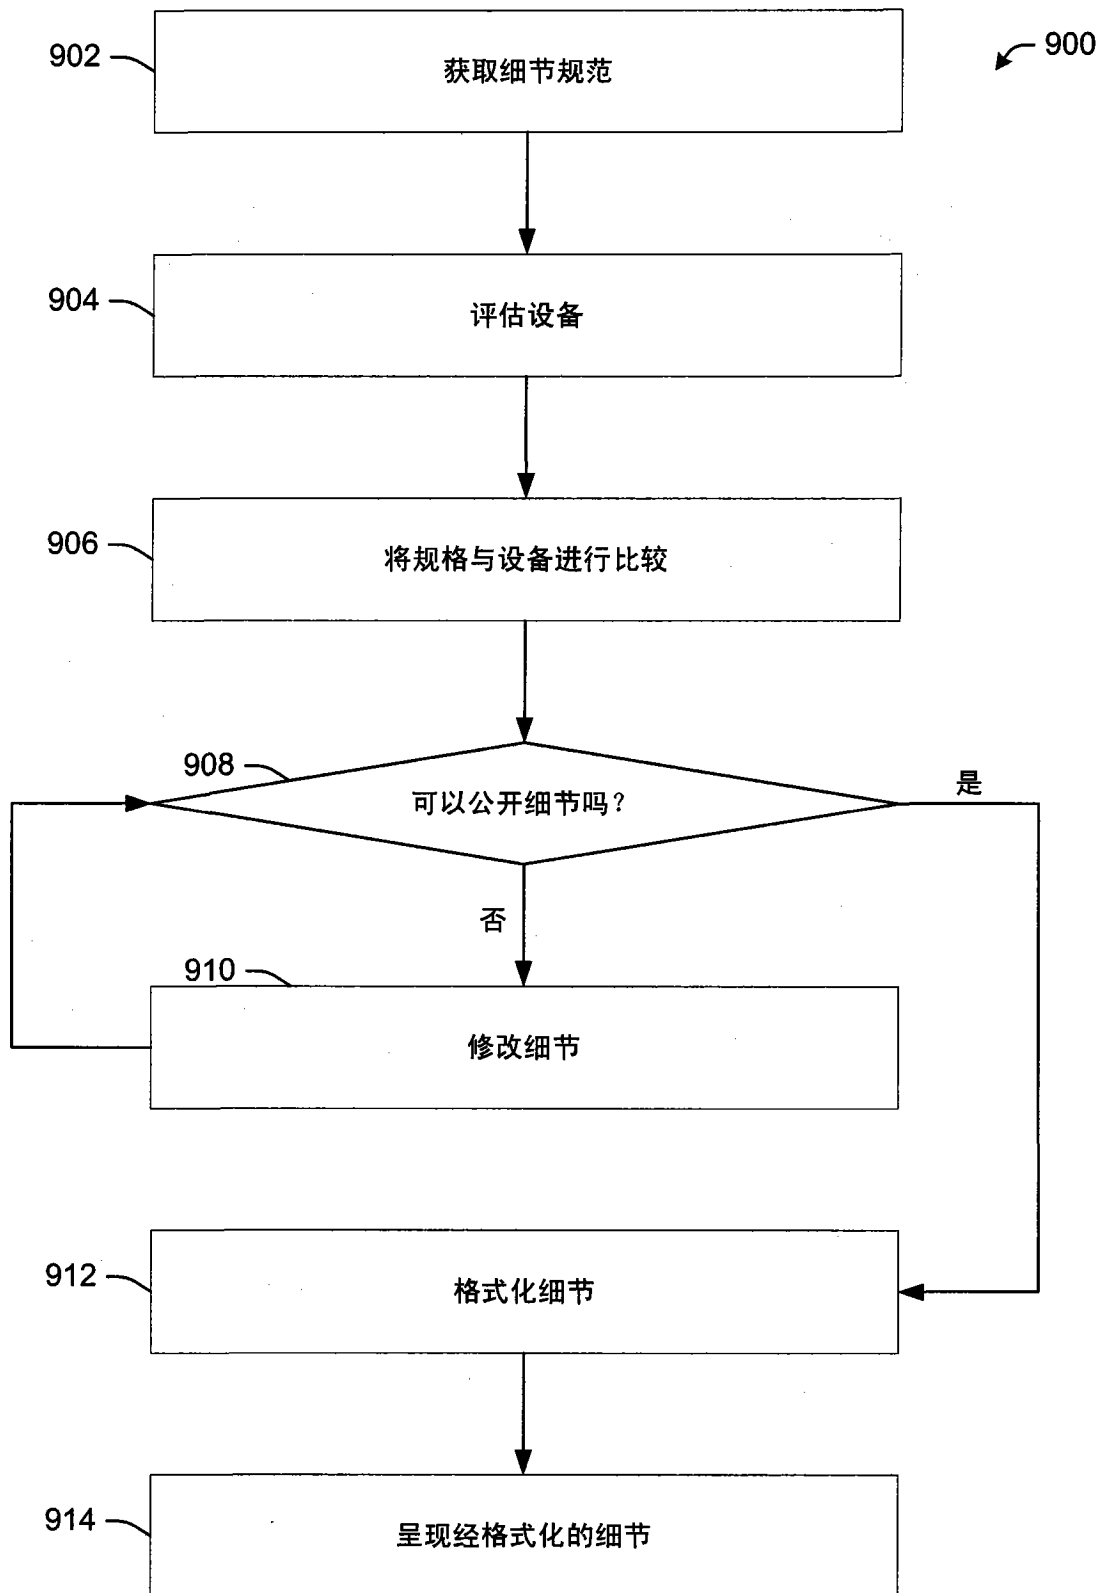 900
902
获取细节规范
904
评估设备
906
将规格与设备进行比较
908
可以公开细节吗？
是
否
910
修改细节
912
格式化细节
914
呈现经格式化的细节